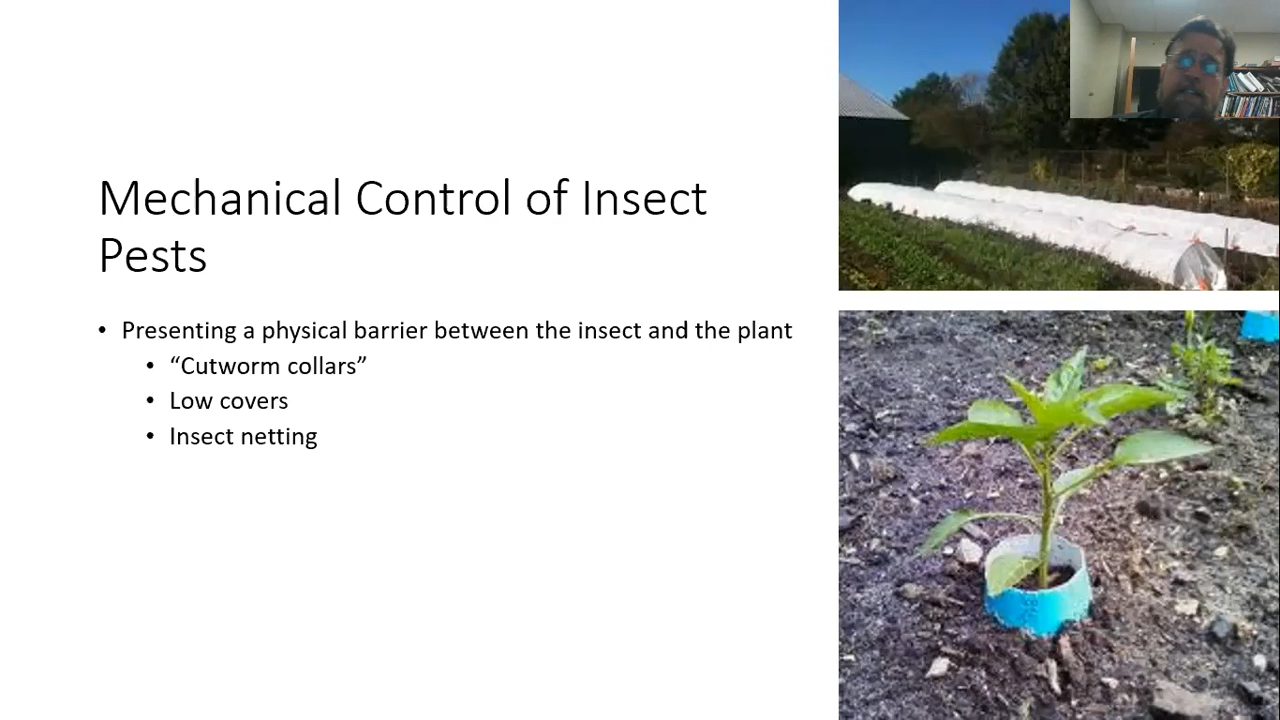 Mechanical Control of Insect
Pests
• Presenting a physical barrier between the insect and the plant
• “Cutworm collars”
• Low covers
• Insect netting